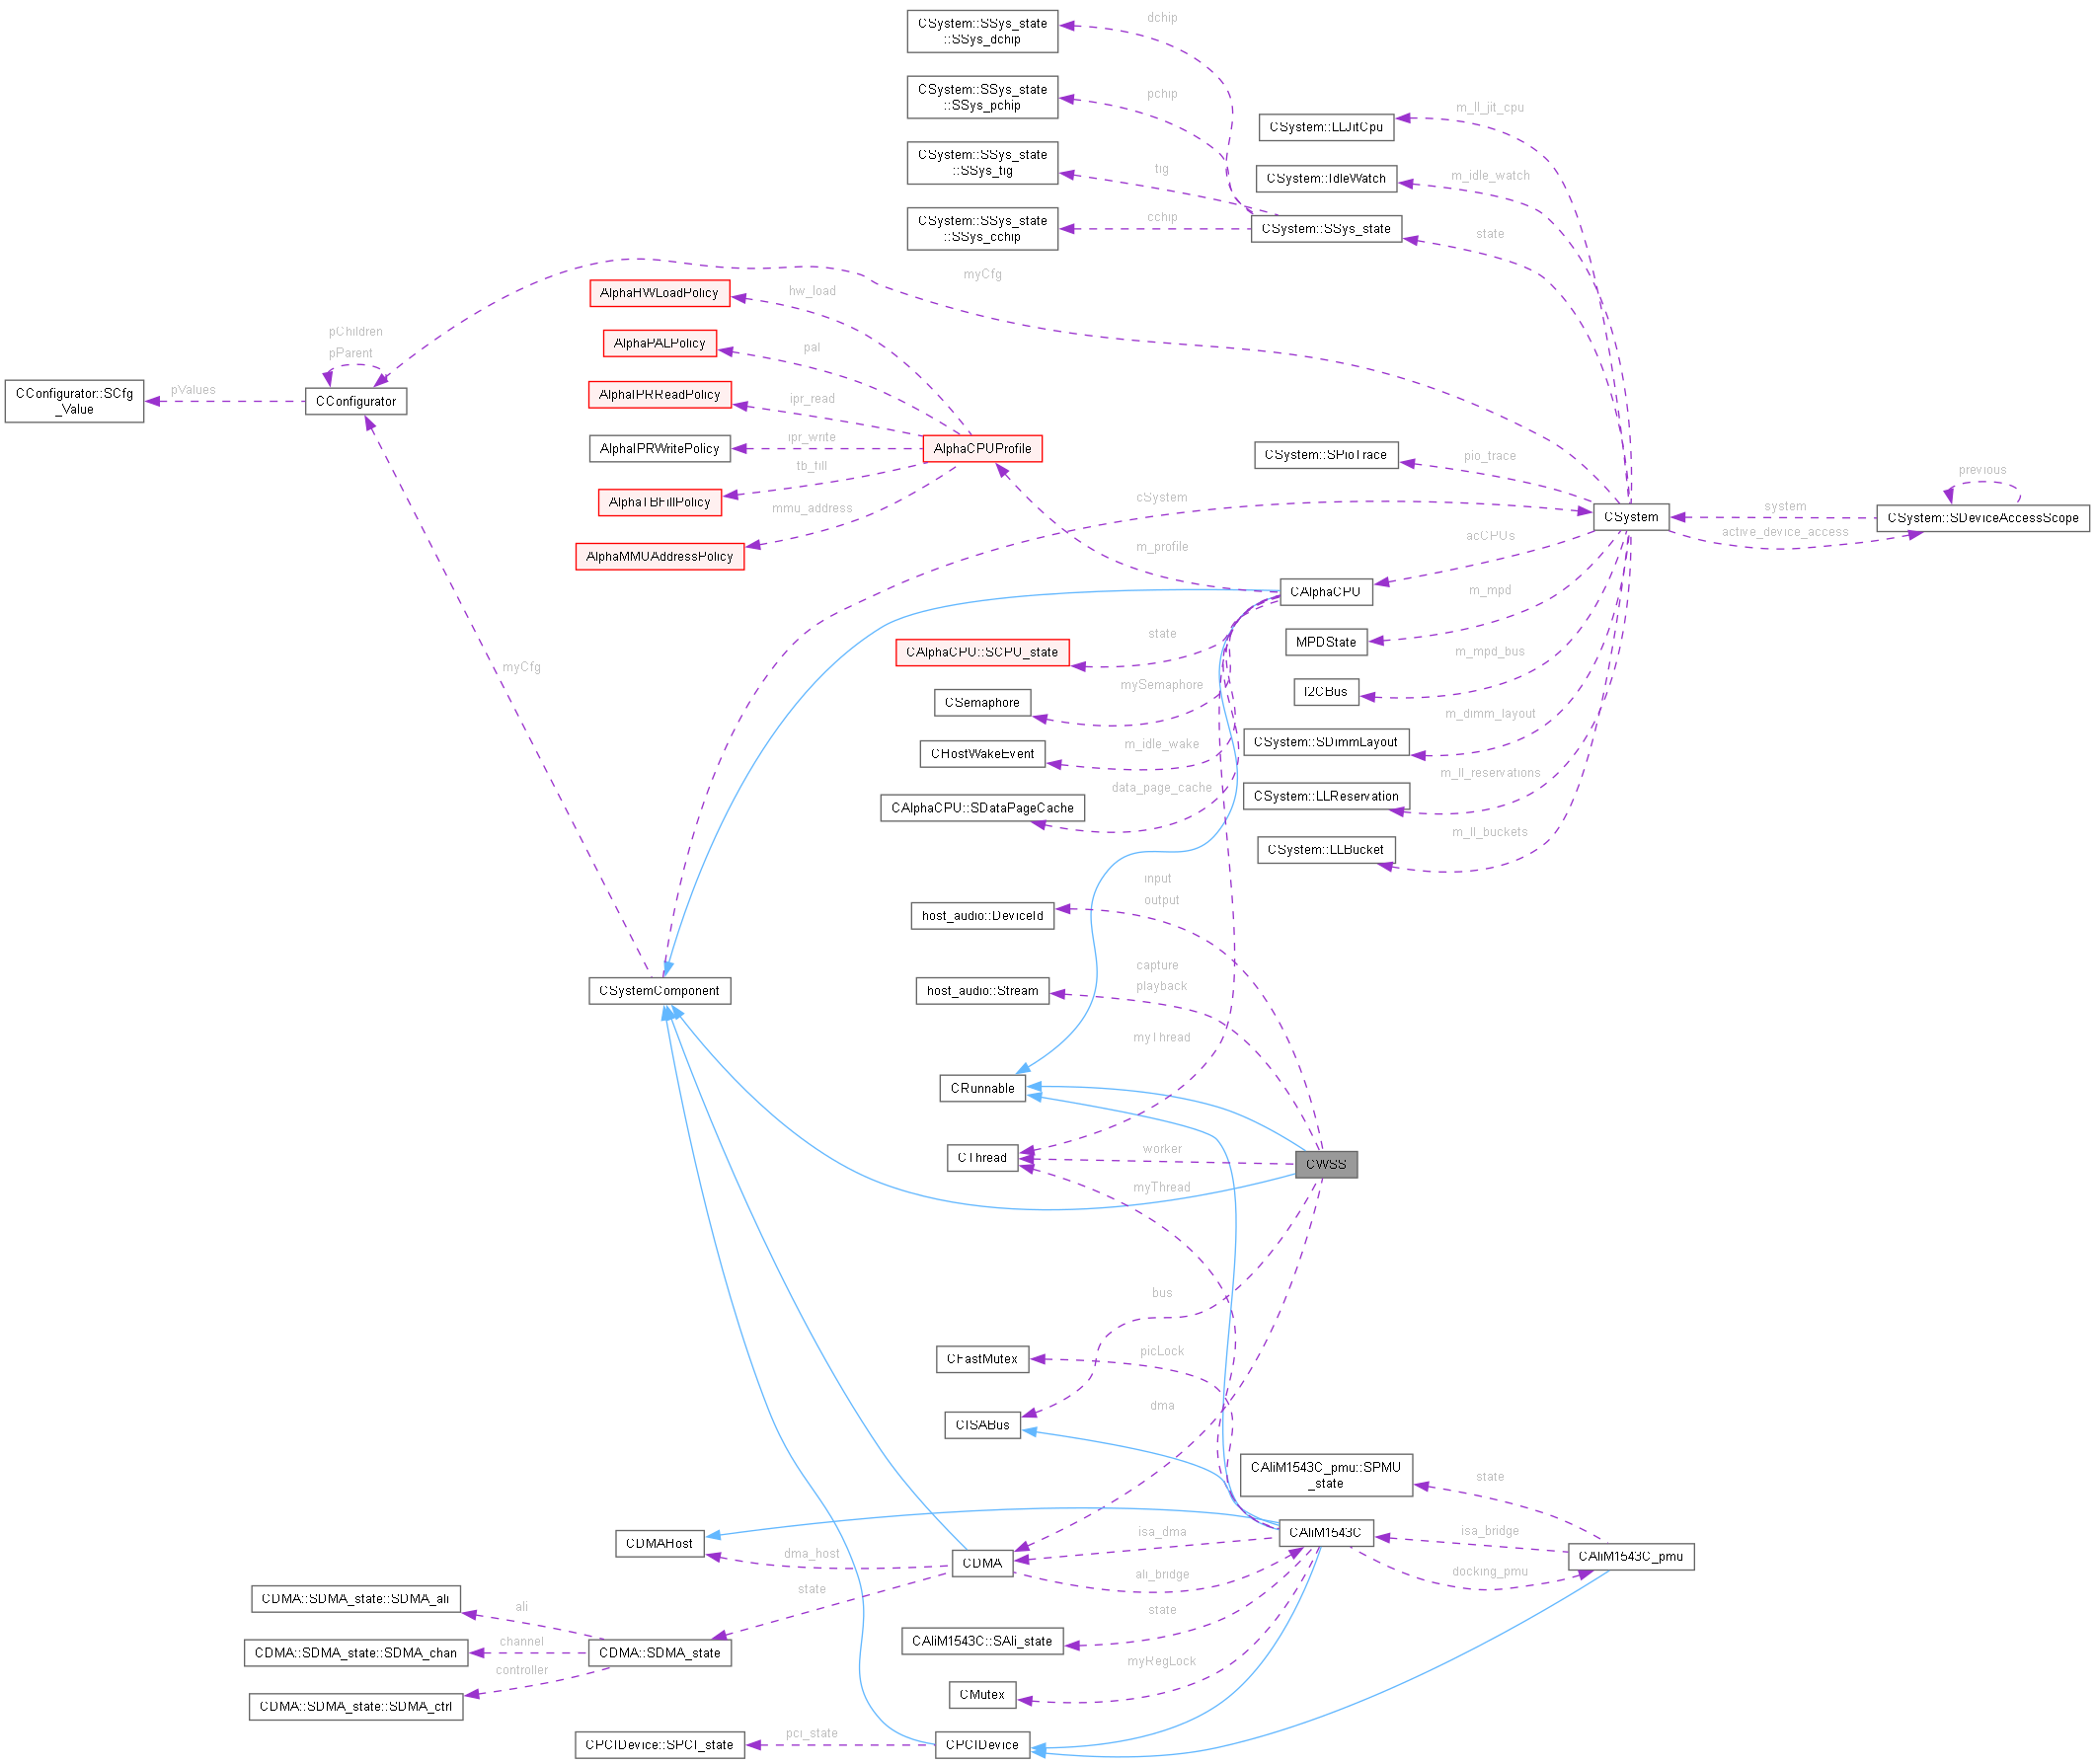 CSystem::SSys_state
::SSys_dchip
dchip
CSystem::SSys_state
::SSys_pchip
pchip
m_ll_jit_cpu
CSystem::LLJitCpu
CSystem::SSys_state
::SSys_tig
tig
CSystem::IdleWatch
m_idle_watch
CSystem::SSys_state
::SSys_cchip
cchip
CSystem::SSys_state
state
myCfg
AlphaHWLoadPolicy
hw_load
pChildren
pParent
AlphaPALPolicy
pal
CConfigurator::SCfg
_Value
pValues
CConfigurator
AlphaIPRReadPolicy
ipr_read
AlphaIPRWritePolicy
ipr_write
AlphaCPUProfile
CSystem::SPioTrace
pio_trace
previous
AlphaTBFillPolicy
tb_fill
cSystem
CSystem
system
CSystem::SDeviceAccessScope
mmu_address
acCPUs
active_device_access
AlphaMMUAddressPolicy
m_profile
CAlphaCPU
m_mpd
CAlphaCPU::SCPU_state
state
MPDState
m_mpd_bus
myCfg
mySemaphore
CSemaphore
I2CBus
m_dimm_layout
CHostWakeEvent
m_idle_wake
CSystem::SDimmLayout
m_ll_reservations
CAlphaCPU::SDataPageCache
data_page_cache
CSystem::LLReservation
m_ll_buckets
CSystem::LLBucket
input
output
host_audio::DeviceId
capture
playback
CSystemComponent
host_audio::Stream
myThread
CRunnable
CThread
worker
CWSS
myThread
bus
CFastMutex
picLock
dma
CISABus
CAliM1543C_pmu::SPMU
_state
state
CDMAHost
dma_host
CDMA
isa_dma
CAliM1543C
isa_bridge
CAliM1543C_pmu
ali_bridge
docking_pmu
CDMA::SDMA_state::SDMA_ali
ali
state
state
CDMA::SDMA_state::SDMA_chan
channel
CDMA::SDMA_state
CAliM1543C::SAli_state
controller
myRegLock
CDMA::SDMA_state::SDMA_ctrl
CMutex
CPCIDevice::SPCI_state
pci_state
CPCIDevice